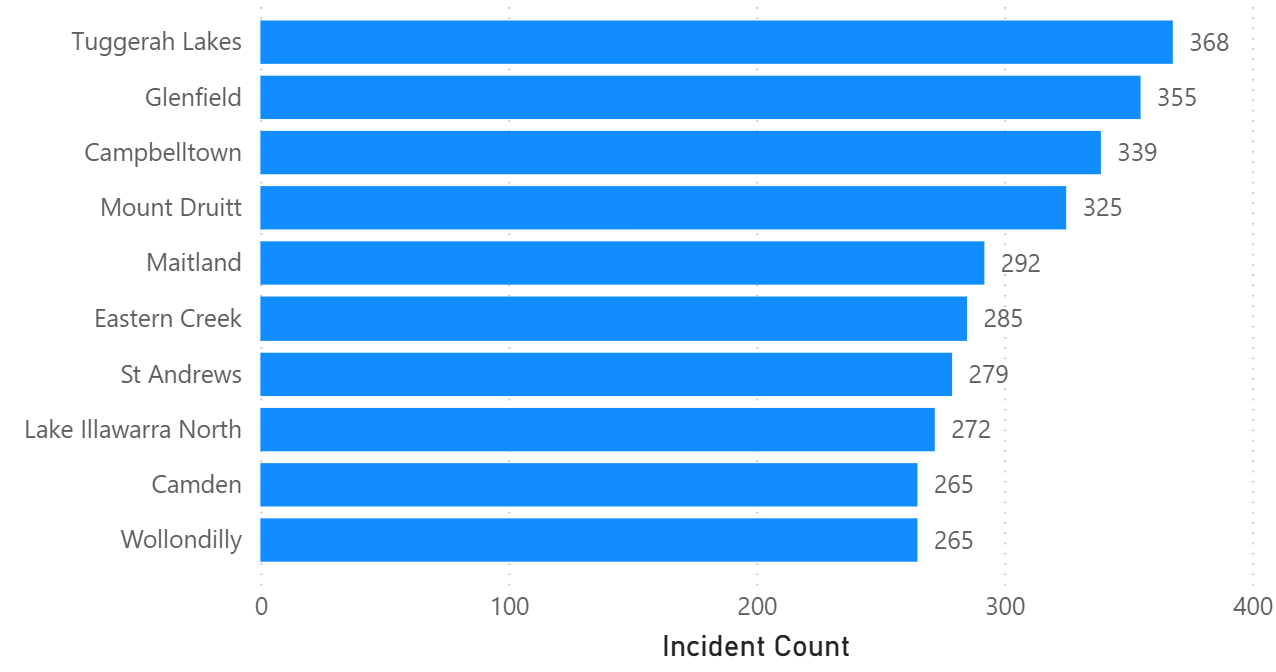 Tuggerah Lakes 368
Glenfield 355
Campbelltown 339
Mount Druitt 325
Maitland 292
Eastern Creek 285
St Andrews 279
Lake Illawarra North 272
Camden 265
Wollondilly 265
0 100 200 300 400
Incident Count